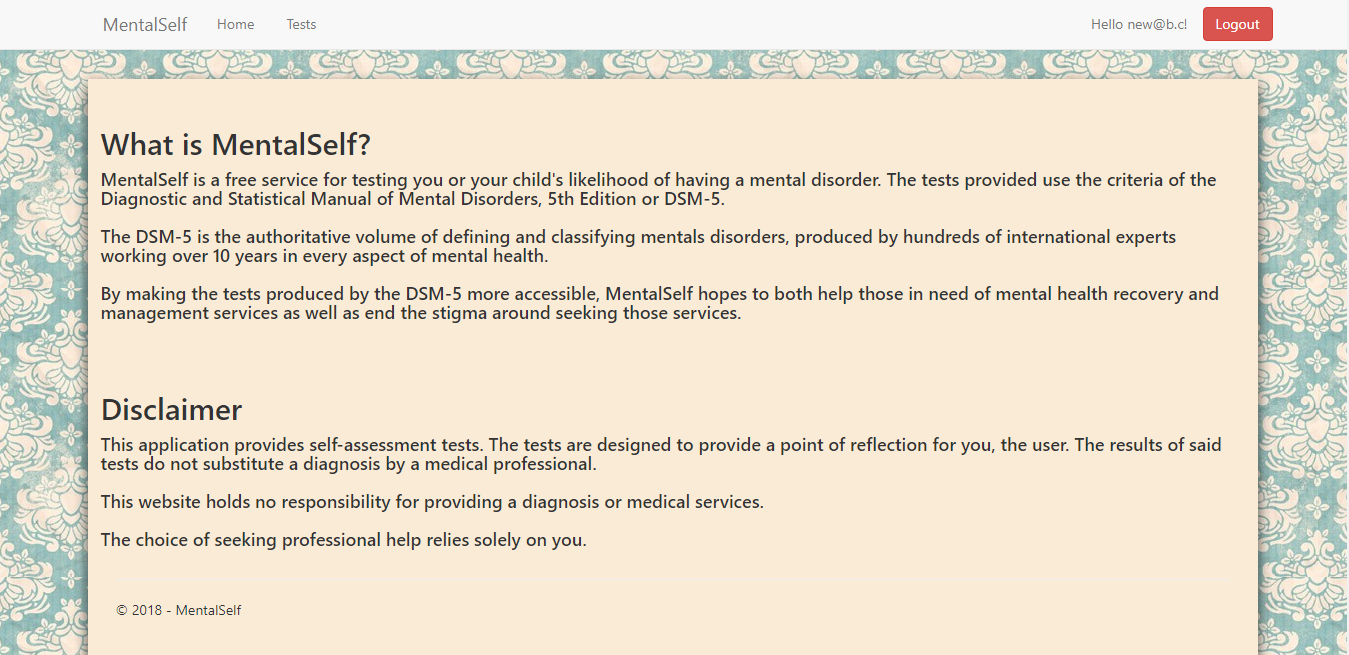 MentalSelf Home Tests Hello new@b.c! Logout
What is MentalSelf?
MentalSelf is a free service for testing you or your child's likelihood of having a mental disorder. The tests provided use the criteria of the
Diagnostic and Statistical Manual of Mental Disorders, 5th Edition or DSM-5.
The DSM-5 is the authoritative volume of defining and classifying mentals disorders, produced by hundreds of international experts
working over 10 years in every aspect of mental health.
By making the tests produced by the DSM-5 more accessible, MentalSelf hopes to both help those in need of mental health recovery and
management services as well as end the stigma around seeking those services.
Disclaimer
This application provides self-assessment tests. The tests are designed to provide a point of reflection for you, the user. The results of said
tests do not substitute a diagnosis by a medical professional.
This website holds no responsibility for providing a diagnosis or medical services.
The choice of seeking professional help relies solely on you.
© 2018 - MentalSelf